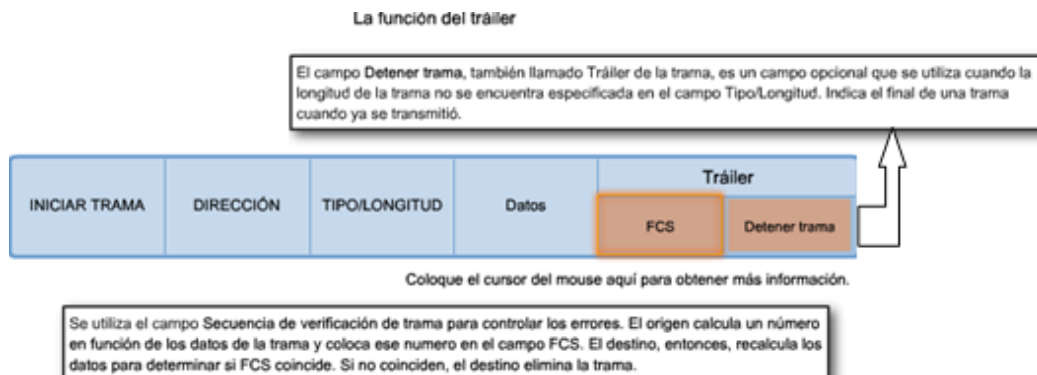 La función del tráiler
El campo Detener trama, también llamado Tráiler de la trama, es un campo opcional que se utiliza cuando la
longitud de la trama no se encuentra especificada en el campo Tipo/Longitud. Indica el final de una trama
cuando ya se transmitió.
INICIAR TRAMA
DIRECCIÓN
TIPO/LONGITUD
Datos
Tráiler
FCS
Detener trama
Coloque el cursor del mouse aquí para obtener más información.
Se utiliza el campo Secuencia de verificación de trama para controlar los errores. El origen calcula un número
en función de los datos de la trama y coloca ese numero en el campo FCS. El destino, entonces, recalcula los
datos para determinar si FCS coincide. Si no coinciden, el destino elimina la trama.